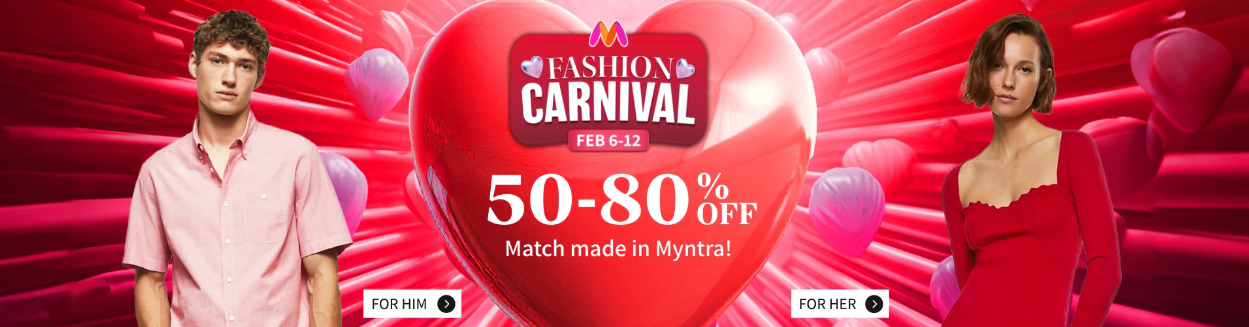 FASHION
CARNIVAL
FEB 6-12
50-80% OFF
Match made in Myntra!
FOR HIM
FOR HER